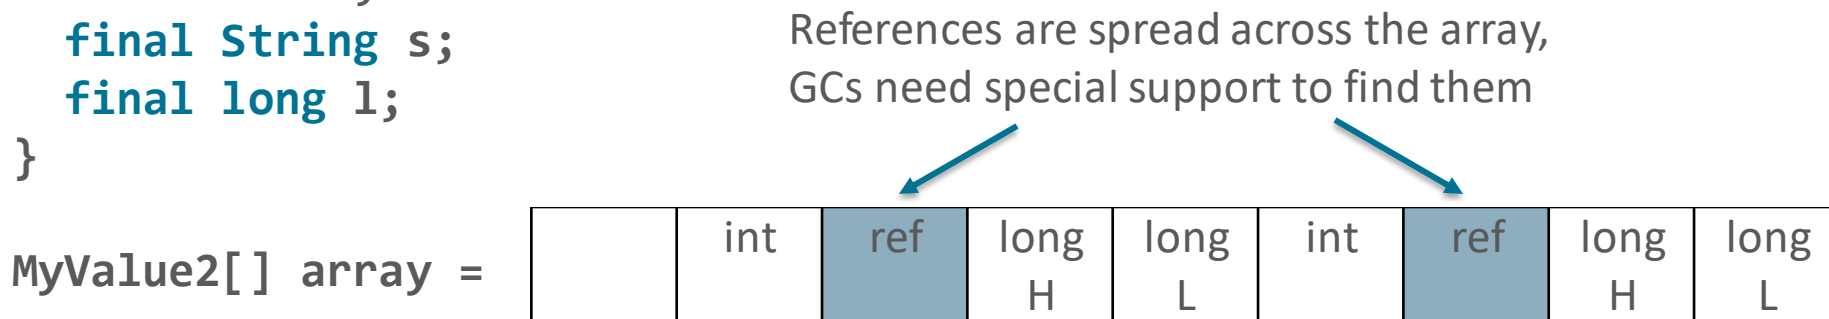 final String s;
final long l;
}
References are spread across the array,
GCs need special support to find them
MyValue2[] array =
int ref long H long L int ref long H long L